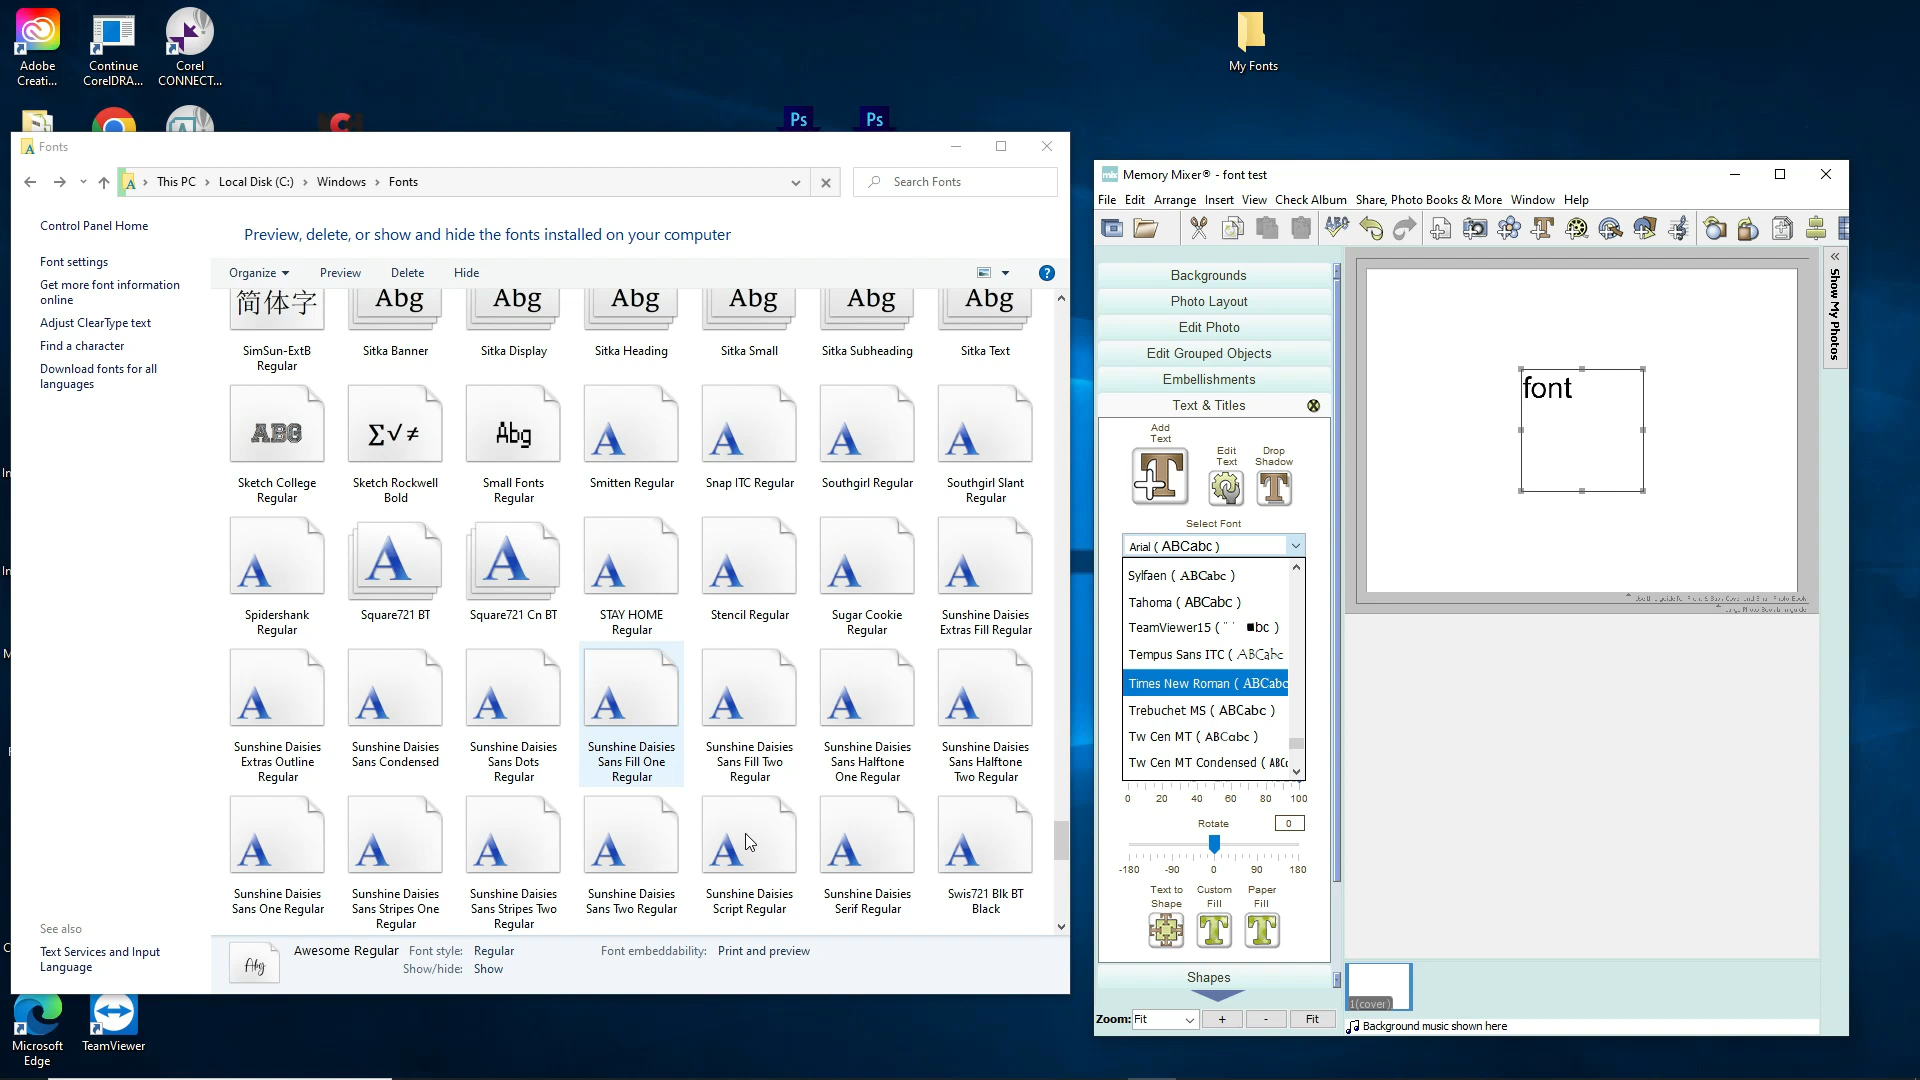 Adobe
Creati...
Continue
CorelDRA...
Corel
CONNECT...
Ps
Ps
My Fonts
Fonts
This PC
Local Disk (C:)
Windows
Fonts
Search Fonts
Control Panel Home
Font settings
Get more font information
online
Adjust ClearType text
Find a character
Download fonts for all
languages
See also
Text Services and Input
Language
Preview, delete, or show and hide the fonts installed on your computer
Organize
Preview
Delete
Hide
简体字
Abg
Abg
Abg
Abg
Abg
Abg
SimSun-ExtB
Regular
Sitka Banner
Sitka Display
Sitka Heading
Sitka Small
Sitka Subheading
Sitka Text
ABG
Σ√≠
Abg
A
A
A
A
Sketch College
Regular
Sketch Rockwell
Bold
Small Fonts
Regular
Smitten Regular
Snap ITC Regular
Southgirl Regular
Southgirl Slant
Regular
A
A
A
A
A
A
A
Spidershank
Regular
Square721 BT
Square721 Cn BT
STAY HOME
Regular
Stencil Regular
Sugar Cookie
Regular
Sunshine Daisies
Extras Fill Regular
A
A
A
A
A
A
A
Sunshine Daisies
Extras Outline
Regular
Sunshine Daisies
Sans Condensed
Sunshine Daisies
Sans Dots
Regular
Sunshine Daisies
Sans Fill One
Regular
Sunshine Daisies
Sans Fill Two
Regular
Sunshine Daisies
Sans Halftone
One Regular
Sunshine Daisies
Sans Halftone
Two Regular
A
A
A
A
A
A
A
Sunshine Daisies
Sans One Regular
Sunshine Daisies
Sans Stripes One
Regular
Sunshine Daisies
Sans Stripes Two
Regular
Sunshine Daisies
Sans Two Regular
Sunshine Daisies
Script Regular
Sunshine Daisies
Serif Regular
Swis721 Blk BT
Black
Abg
Awesome Regular
Font style: Regular
Show/hide: Show
Font embeddability: Print and preview
Microsoft
Edge
TeamViewer
mix
Memory Mixer® - font test
File Edit Arrange Insert View Check Album Share, Photo Books & More Window Help
Backgrounds
Photo Layout
Edit Photo
Edit Grouped Objects
Embellishments
Text & Titles
Add
Text
Edit
Text
Drop
Shadow
Select Font
Arial ( ABCabc )
Sylfaen ( ABCabc )
Tahoma ( ABCabc )
TeamViewer15 ( ¨ ˙ ■bc )
Tempus Sans ITC ( ABCabc
Times New Roman ( ABCabc
Trebuchet MS ( ABCabc )
Tw Cen MT ( ABCabc )
Tw Cen MT Condensed ( ABCc
0 20 40 60 80 100
Rotate
0
-180 -90 0 90 180
Text to
Shape
Custom
Fill
Paper
Fill
Shapes
Zoom: Fit + - Fit
font
Show My Photos
1(cover)
Background music shown here